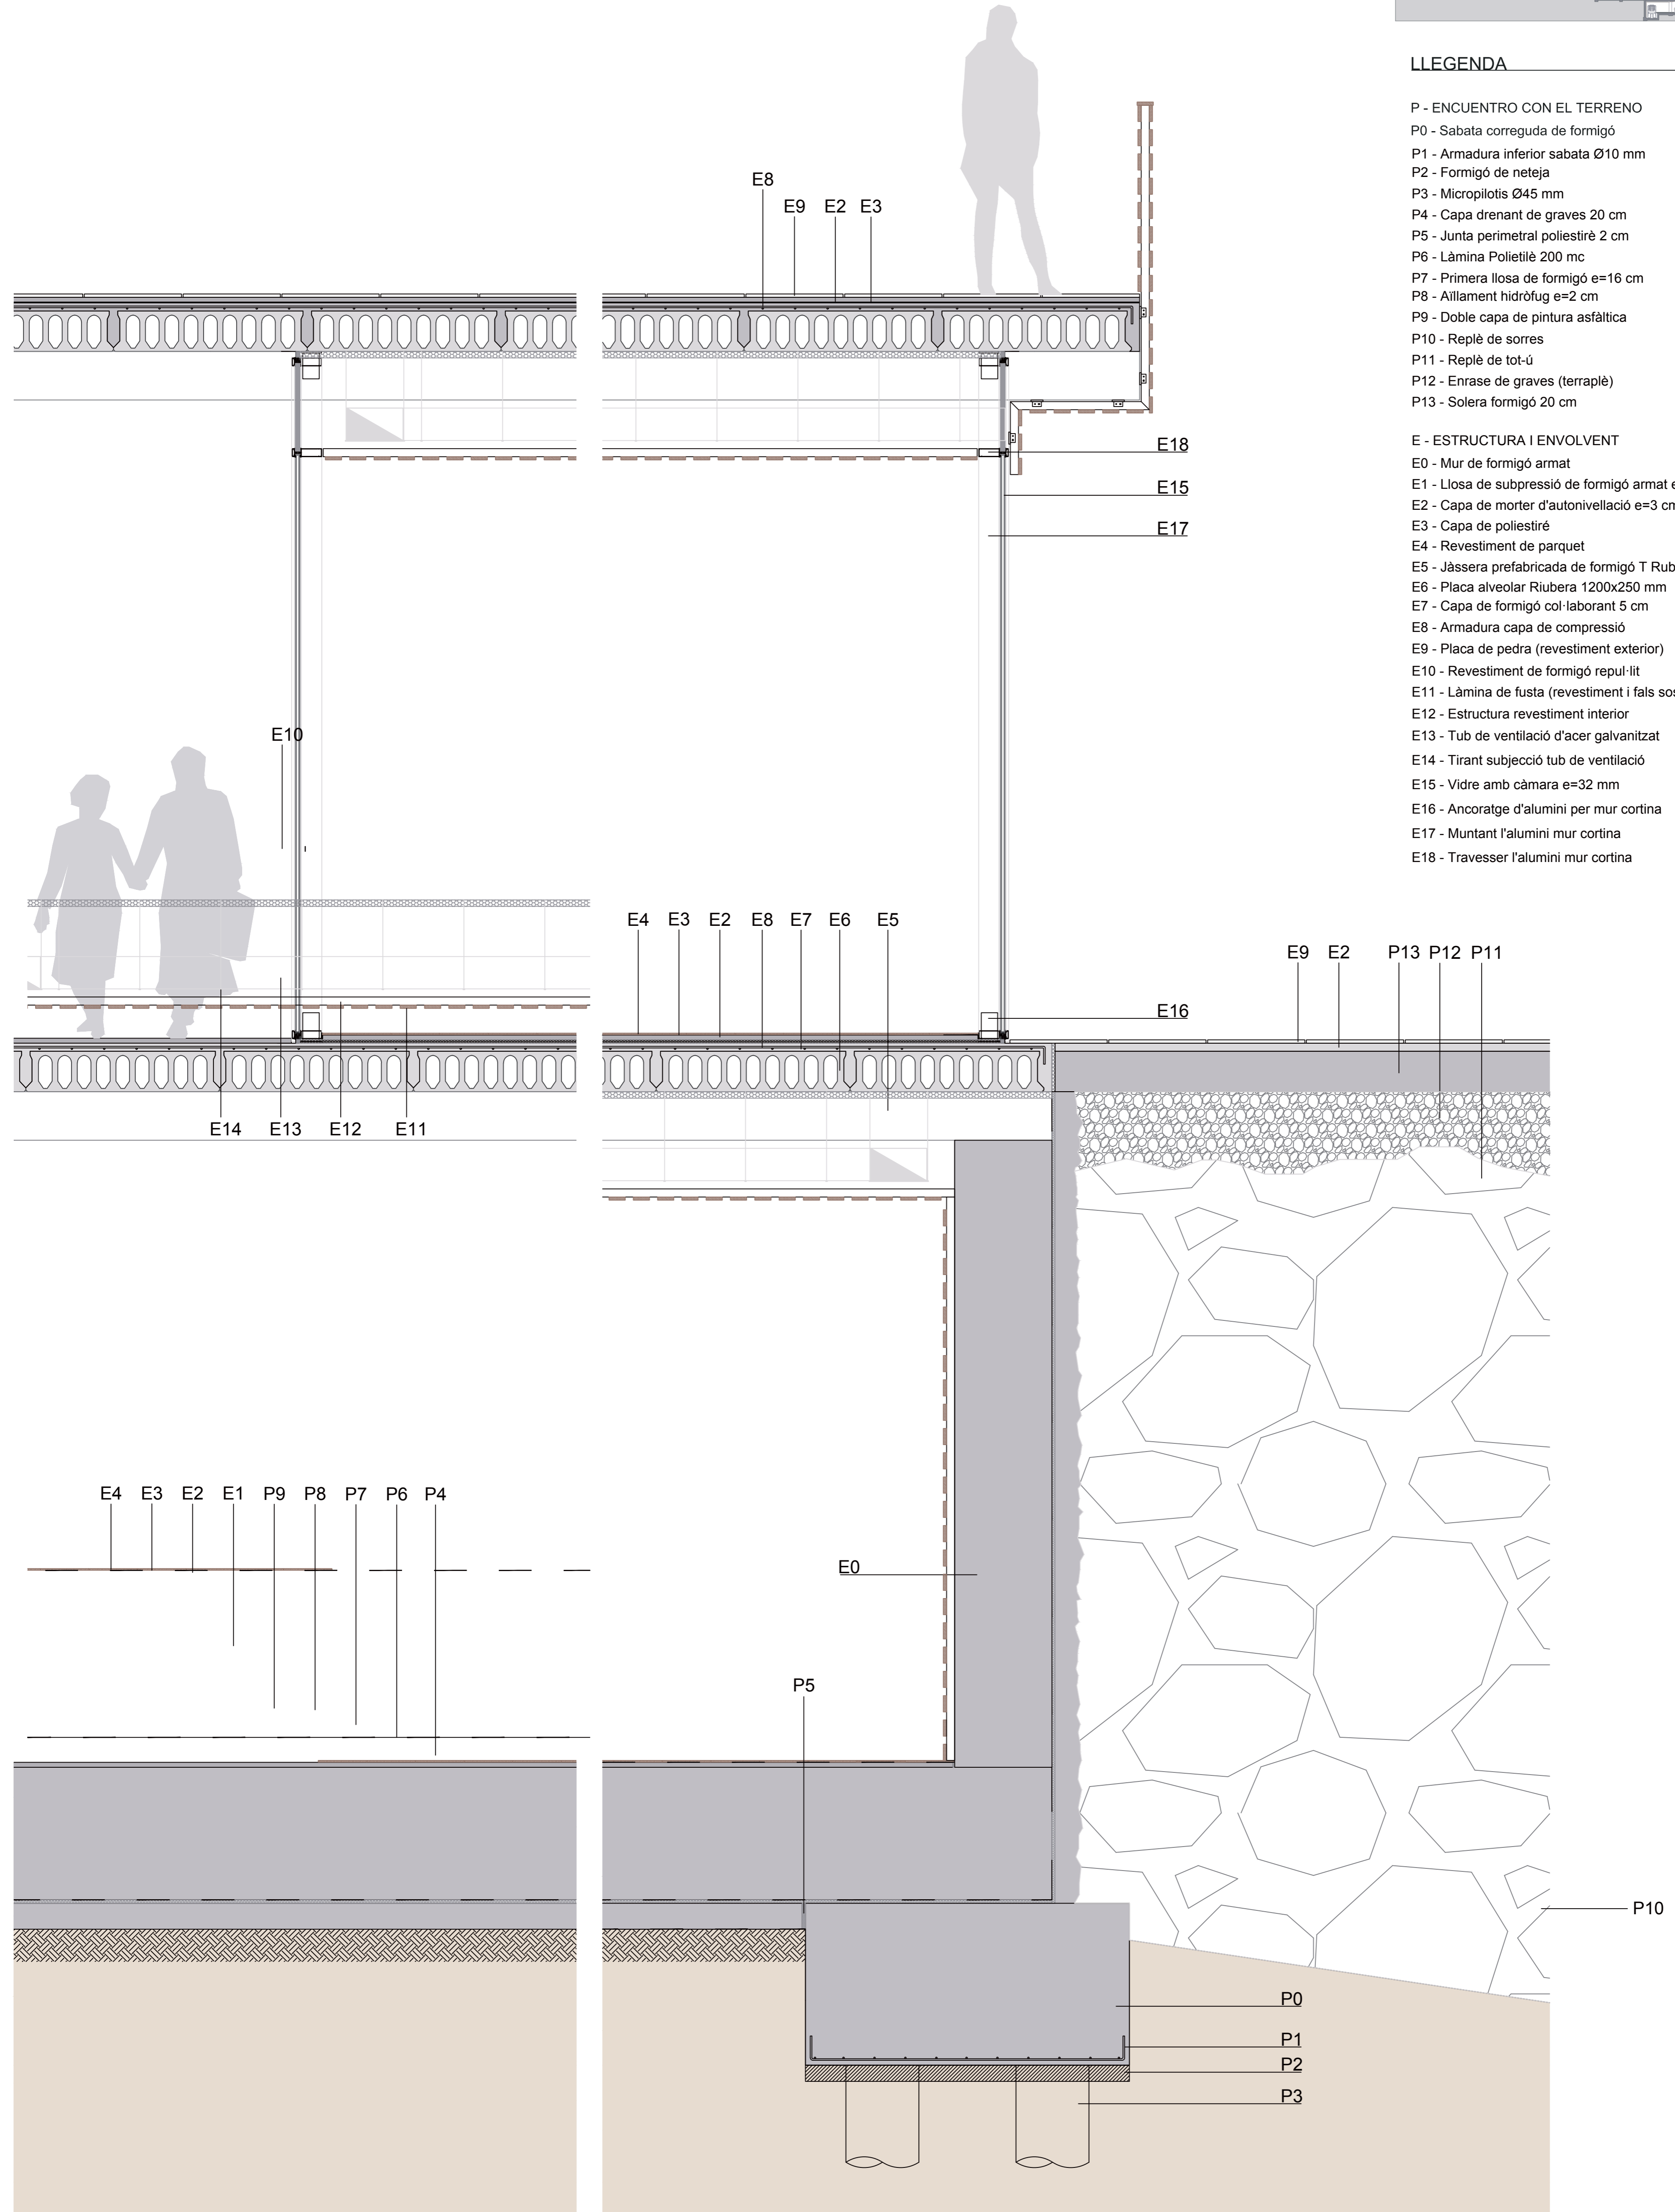 LLEGENDA
P - ENCUENTRO CON EL TERRENO
P0 - Sabata correguda de formigó
P1 - Armadura inferior sabata Ø10 mm
P2 - Formigó de neteja
P3 - Micropilotis Ø45 mm
P4 - Capa drenant de graves 20 cm
P5 - Junta perimetral poliestirè 2 cm
P6 - Làmina Polietilè 200 mc
P7 - Primera llosa de formigó e=16 cm
P8 - Aïllament hidròfug e=2 cm
P9 - Doble capa de pintura asfàltica
P10 - Replè de sorres
P11 - Replè de tot-ú
P12 - Enrase de graves (terraplè)
P13 - Solera formigó 20 cm
E - ESTRUCTURA I ENVOLVENT
E0 - Mur de formigó armat
E1 - Llosa de subpressió de formigó armat e
E2 - Capa de morter d'autonivellació e=3 cm
E3 - Capa de poliestiré
E4 - Revestiment de parquet
E5 - Jàssera prefabricada de formigó T Rub
E6 - Placa alveolar Riubera 1200x250 mm
E7 - Capa de formigó col·laborant 5 cm
E8 - Armadura capa de compressió
E9 - Placa de pedra (revestiment exterior)
E10 - Revestiment de formigó repul·lit
E11 - Làmina de fusta (revestiment i fals sos
E12 - Estructura revestiment interior
E13 - Tub de ventilació d'acer galvanitzat
E14 - Tirant subjecció tub de ventilació
E15 - Vidre amb càmara e=32 mm
E16 - Ancoratge d'alumini per mur cortina
E17 - Muntant l'alumini mur cortina
E18 - Travesser l'alumini mur cortina
E8
E9 E2 E3
E18
E15
E17
E10
E4 E3 E2 E8 E7 E6 E5
E9 E2 P13 P12 P11
E16
E14 E13 E12 E11
E4 E3 E2 E1 P9 P8 P7 P6 P4
E0
P5
P10
P0
P1
P2
P3